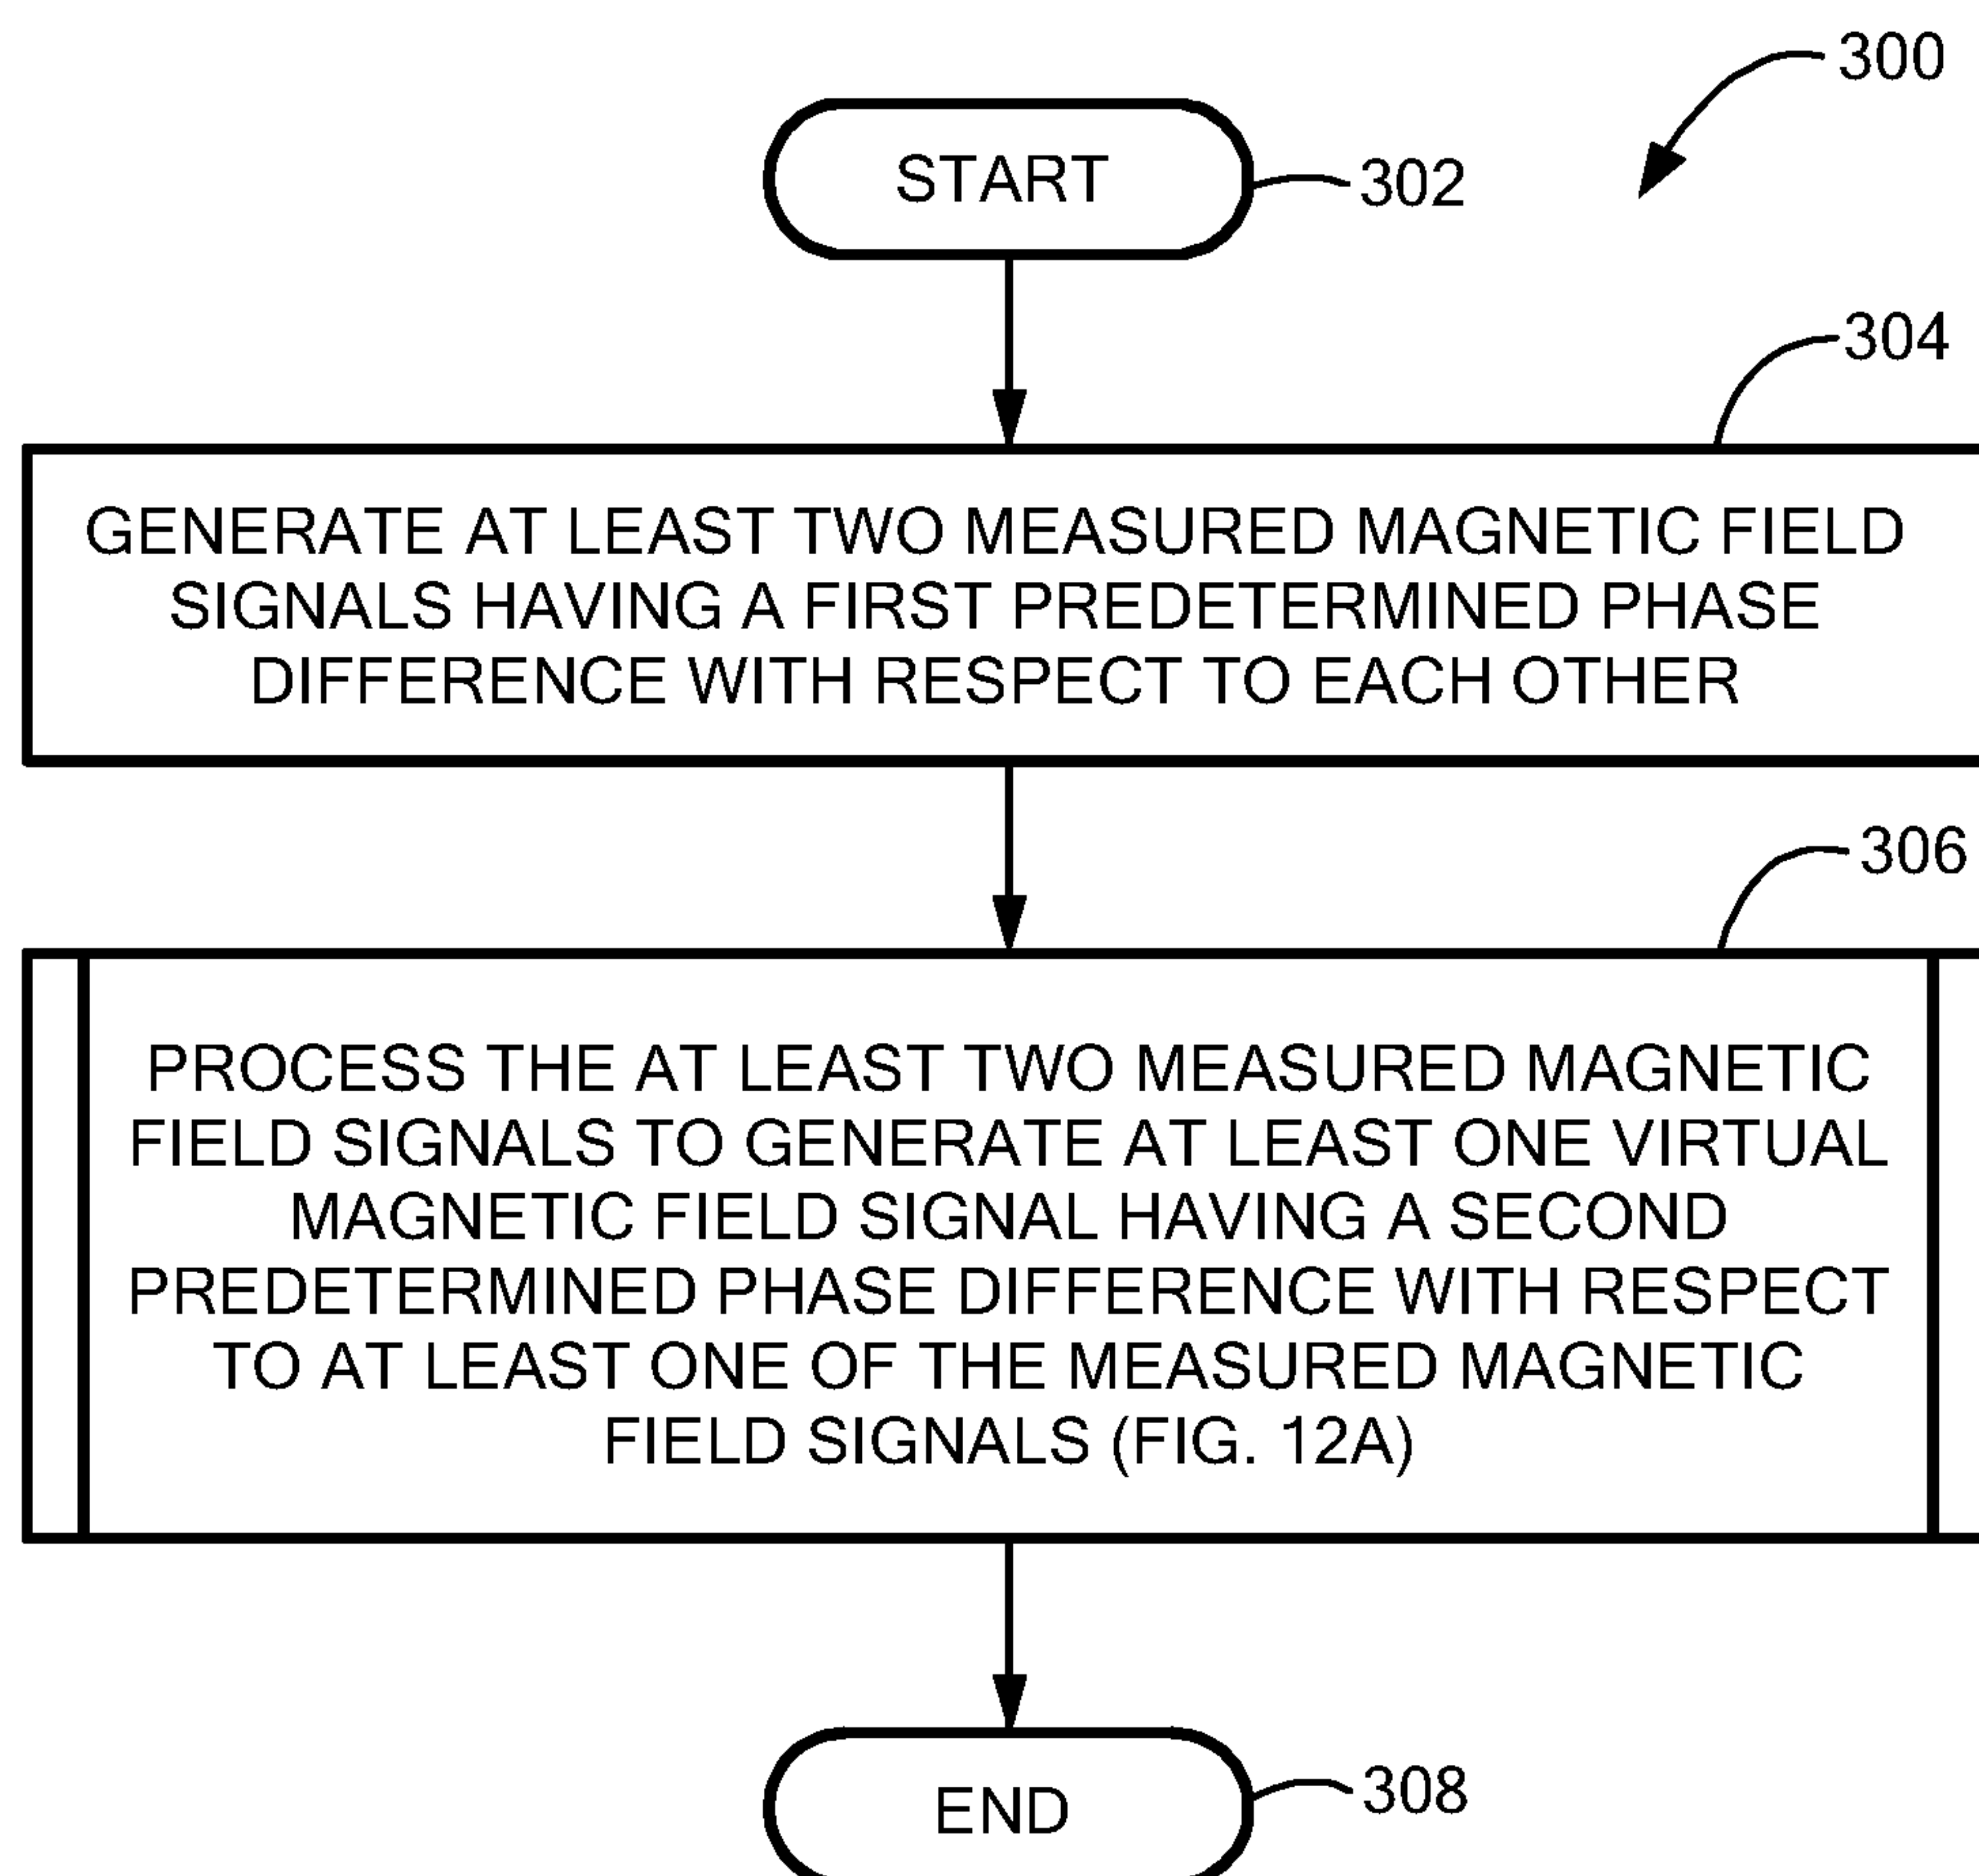 300
START
302
304
GENERATE AT LEAST TWO MEASURED MAGNETIC FIELD
SIGNALS HAVING A FIRST PREDETERMINED PHASE
DIFFERENCE WITH RESPECT TO EACH OTHER
306
PROCESS THE AT LEAST TWO MEASURED MAGNETIC
FIELD SIGNALS TO GENERATE AT LEAST ONE VIRTUAL
MAGNETIC FIELD SIGNAL HAVING A SECOND
PREDETERMINED PHASE DIFFERENCE WITH RESPECT
TO AT LEAST ONE OF THE MEASURED MAGNETIC
FIELD SIGNALS (FIG. 12A)
END
308